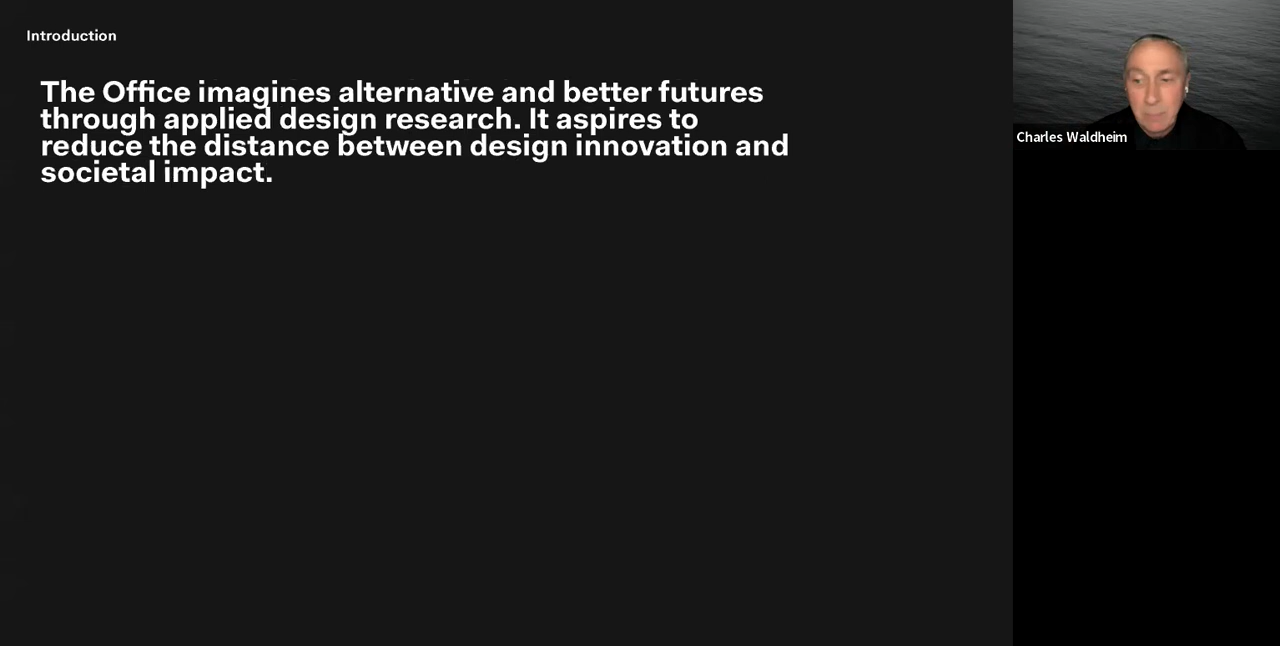 Introduction
The Office imagines alternative and better futures
through applied design research. It aspires to
reduce the distance between design innovation and
societal impact.
Charles Waldheim